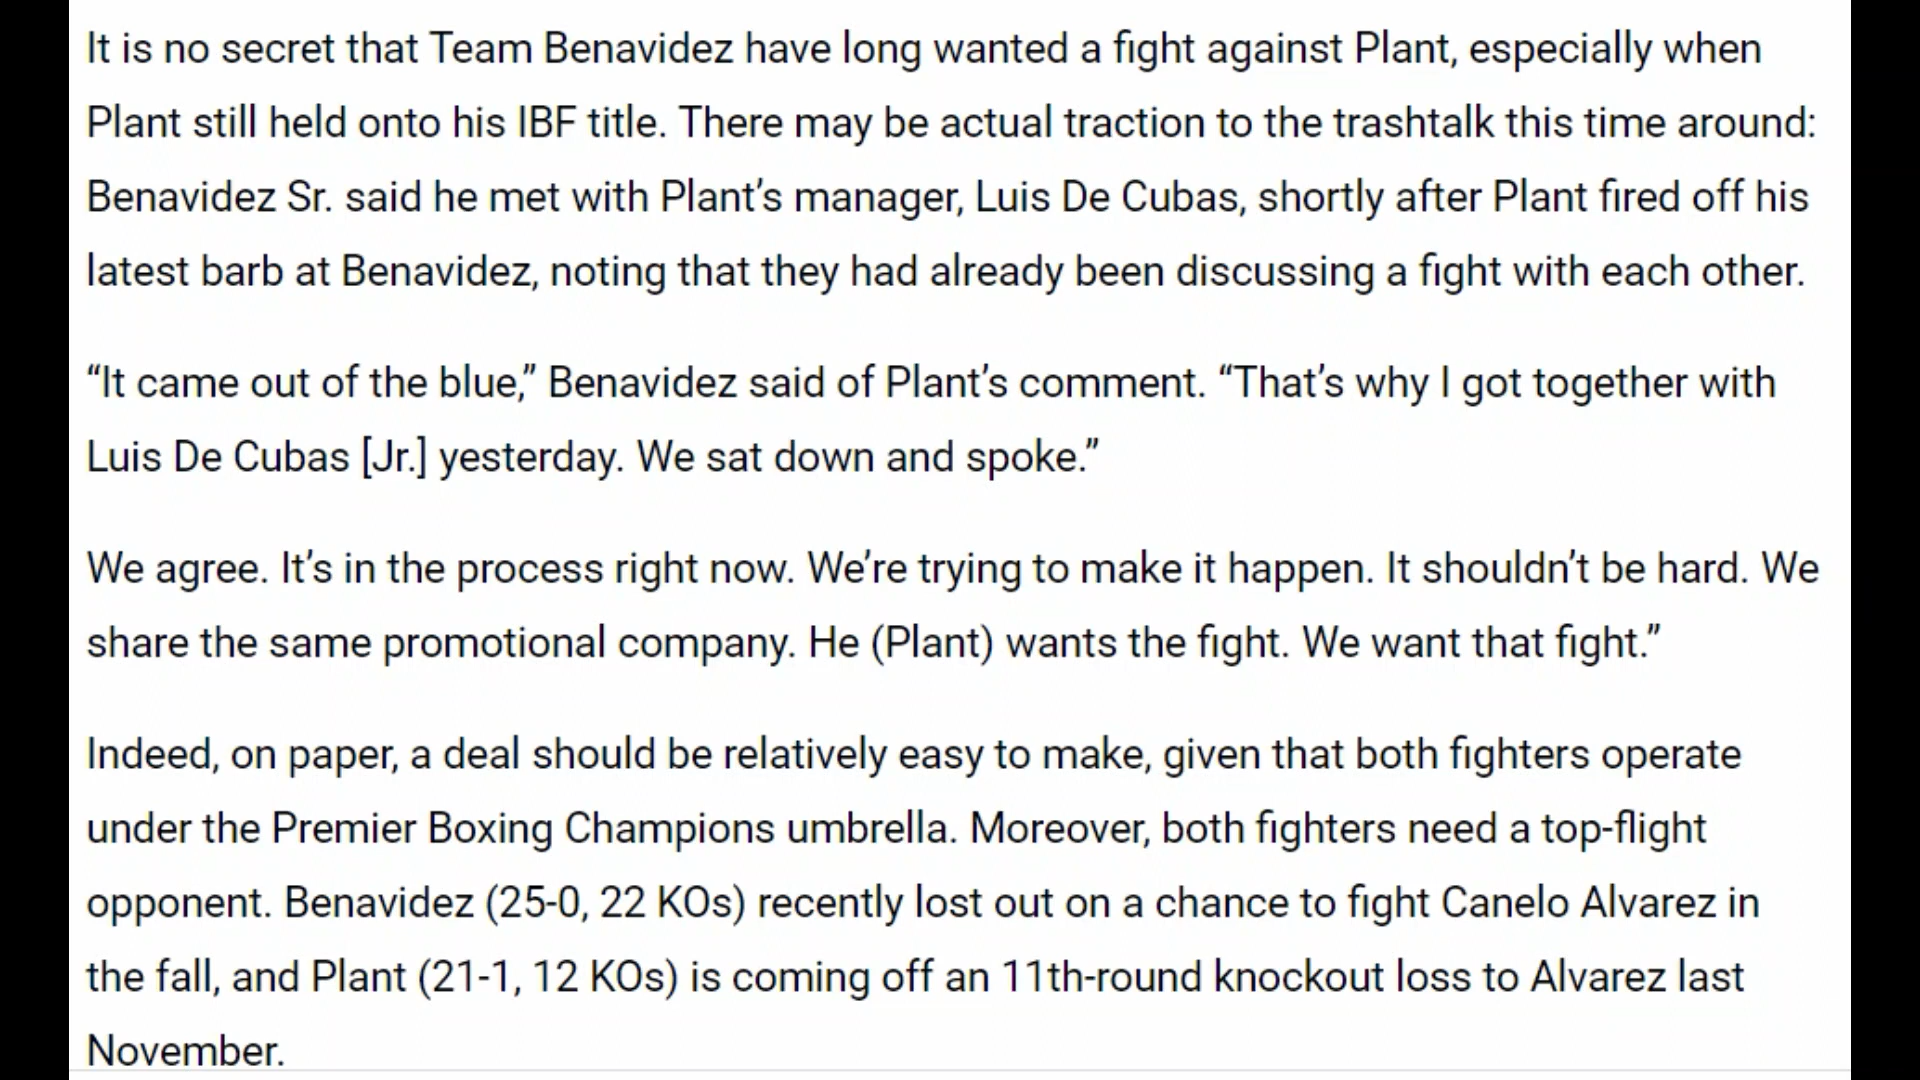 It is no secret that Team Benavidez have long wanted a fight against Plant, especially when
Plant still held onto his IBF title. There may be actual traction to the trashtalk this time around:
Benavidez Sr. said he met with Plant’s manager, Luis De Cubas, shortly after Plant fired off his
latest barb at Benavidez, noting that they had already been discussing a fight with each other.
“It came out of the blue,” Benavidez said of Plant’s comment. “That’s why I got together with
Luis De Cubas [Jr.] yesterday. We sat down and spoke.”
We agree. It’s in the process right now. We’re trying to make it happen. It shouldn’t be hard. We
share the same promotional company. He (Plant) wants the fight. We want that fight.”
Indeed, on paper, a deal should be relatively easy to make, given that both fighters operate
under the Premier Boxing Champions umbrella. Moreover, both fighters need a top-flight
opponent. Benavidez (25-0, 22 KOs) recently lost out on a chance to fight Canelo Alvarez in
the fall, and Plant (21-1, 12 KOs) is coming off an 11th-round knockout loss to Alvarez last
November.